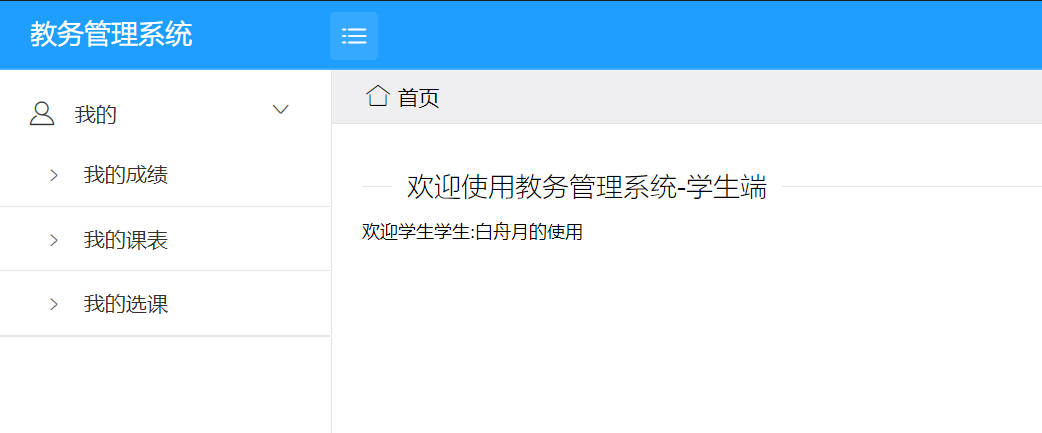 教务管理系统
首页
我的
我的成绩
我的课表
我的选课
欢迎使用教务管理系统-学生端
欢迎学生学生:白舟月的使用